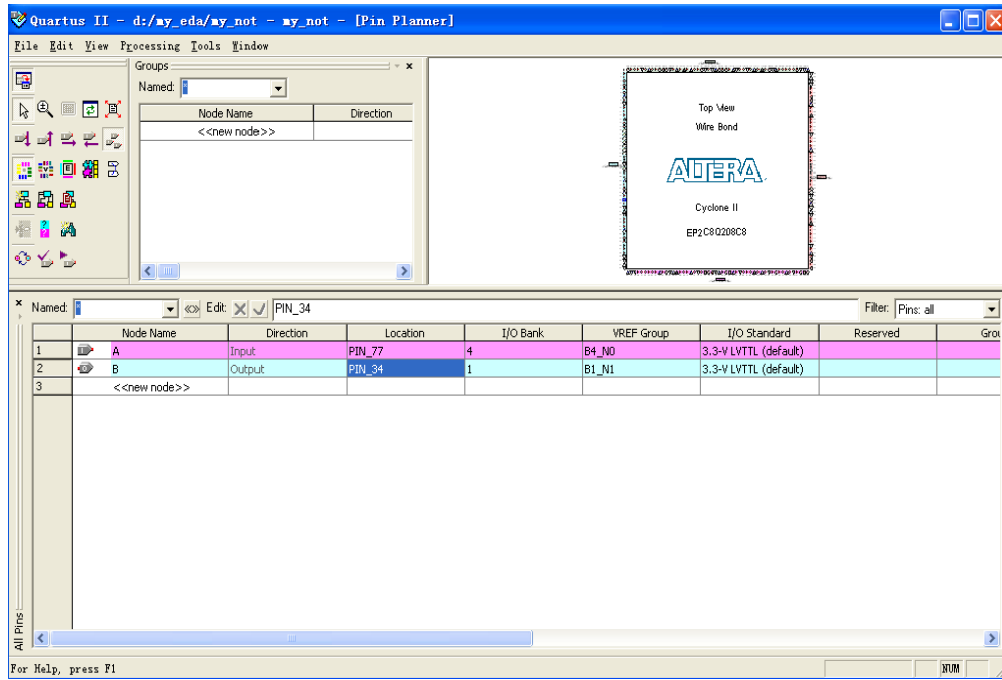 Quartus II - d:/my_eda/my_not - my_not - [Pin Planner]
File Edit View Processing Tools Window
Groups
Named: *
Node Name Direction
<<new node>>
Top View
Wire Bond
ALTERA
Cyclone II
EP2C8Q208C8
Named: * Edit: PIN_34 Filter: Pins: all
Node Name Direction Location I/O Bank VREF Group I/O Standard Reserved Grou
1 A Input PIN_77 4 B4_N0 3.3-V LVTTL (default)
2 B Output PIN_34 1 B1_N1 3.3-V LVTTL (default)
3 <<new node>>
All Pins
For Help, press F1 NUM